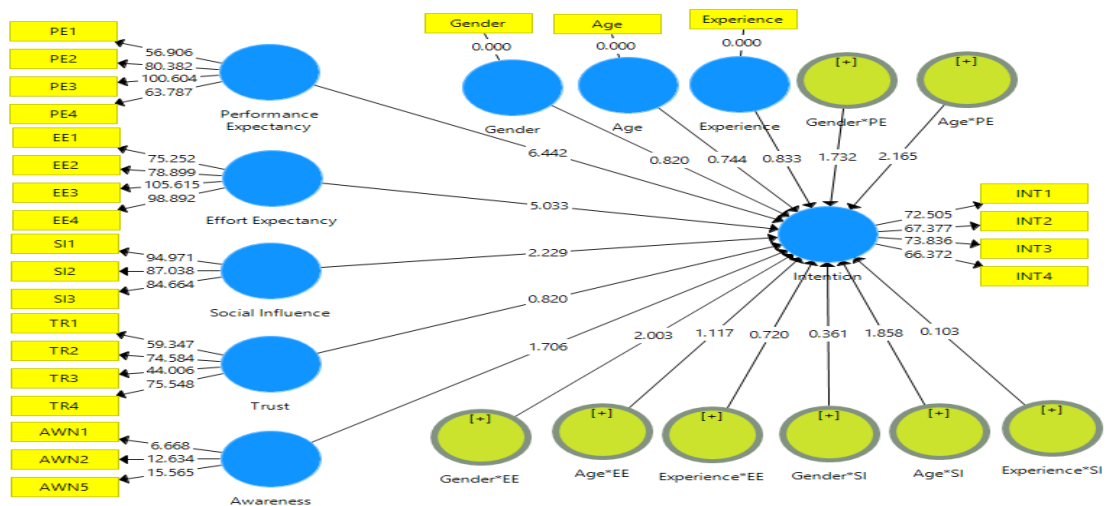 PE1
PE2
PE3
PE4
56.906
80.382
100.604
63.787
Performance
Expectancy
EE1
EE2
EE3
EE4
75.252
78.899
105.615
98.892
Effort Expectancy
SI1
SI2
SI3
94.971
87.038
84.664
Social Influence
TR1
TR2
TR3
TR4
59.347
74.584
44.006
75.548
Trust
AWN1
AWN2
AWN5
6.668
12.634
15.565
Awareness
Gender
0.000
Gender
Age
0.000
Age
Experience
0.000
Experience
[+]
Gender*PE
[+]
Age*PE
6.442
0.820
0.744
0.833
1.732
2.165
5.033
2.229
0.820
1.706
Intention
72.505
67.377
73.836
66.372
INT1
INT2
INT3
INT4
2.003
1.117
0.720
0.361
1.858
0.103
[+]
Gender*EE
[+]
Age*EE
[+]
Experience*EE
[+]
Gender*SI
[+]
Age*SI
[+]
Experience*SI